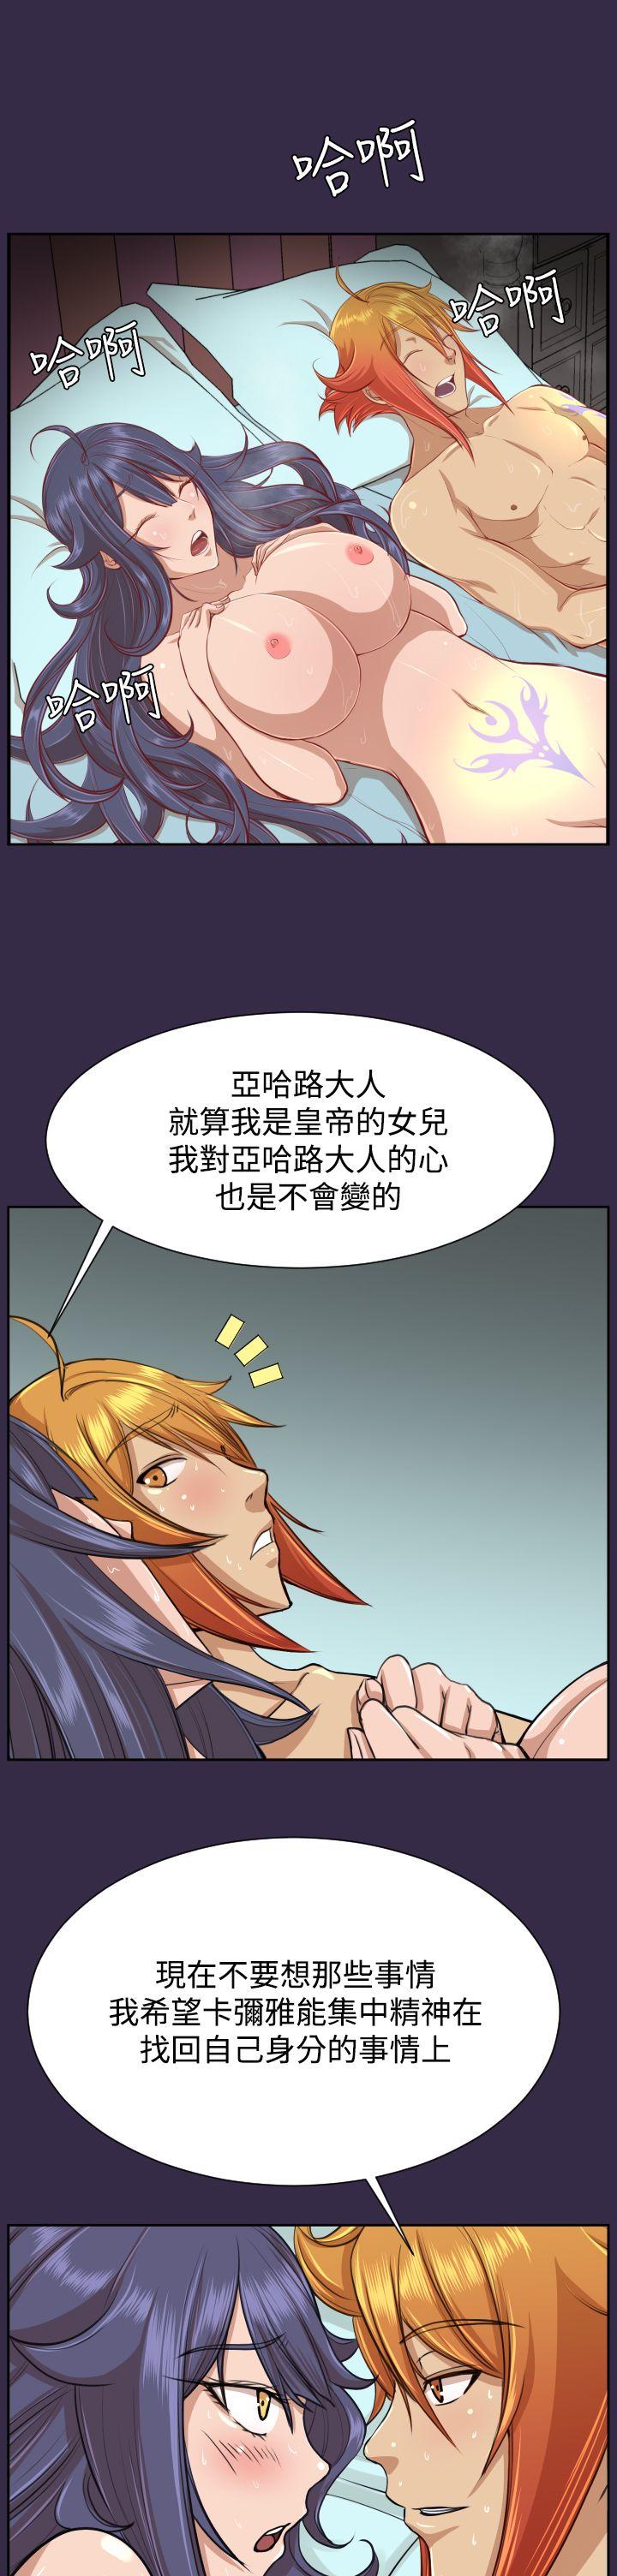 哈啊
哈啊
哈啊
哈啊
亞哈路大人
就算我是皇帝的女兒
我對亞哈路大人的心
也是不會變的
現在不要想那些事情
我希望卡彌雅能集中精神在
找回自己身分的事情上